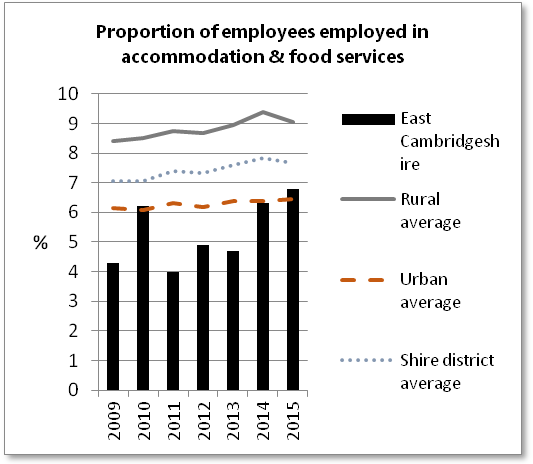 Proportion of employees employed in
accommodation & food services
10
9
8
7
6
5
4
3
2
1
0
%
2009
2010
2011
2012
2013
2014
2015
East
Cambridgesh
ire
Rural
average
Urban
average
Shire district
average